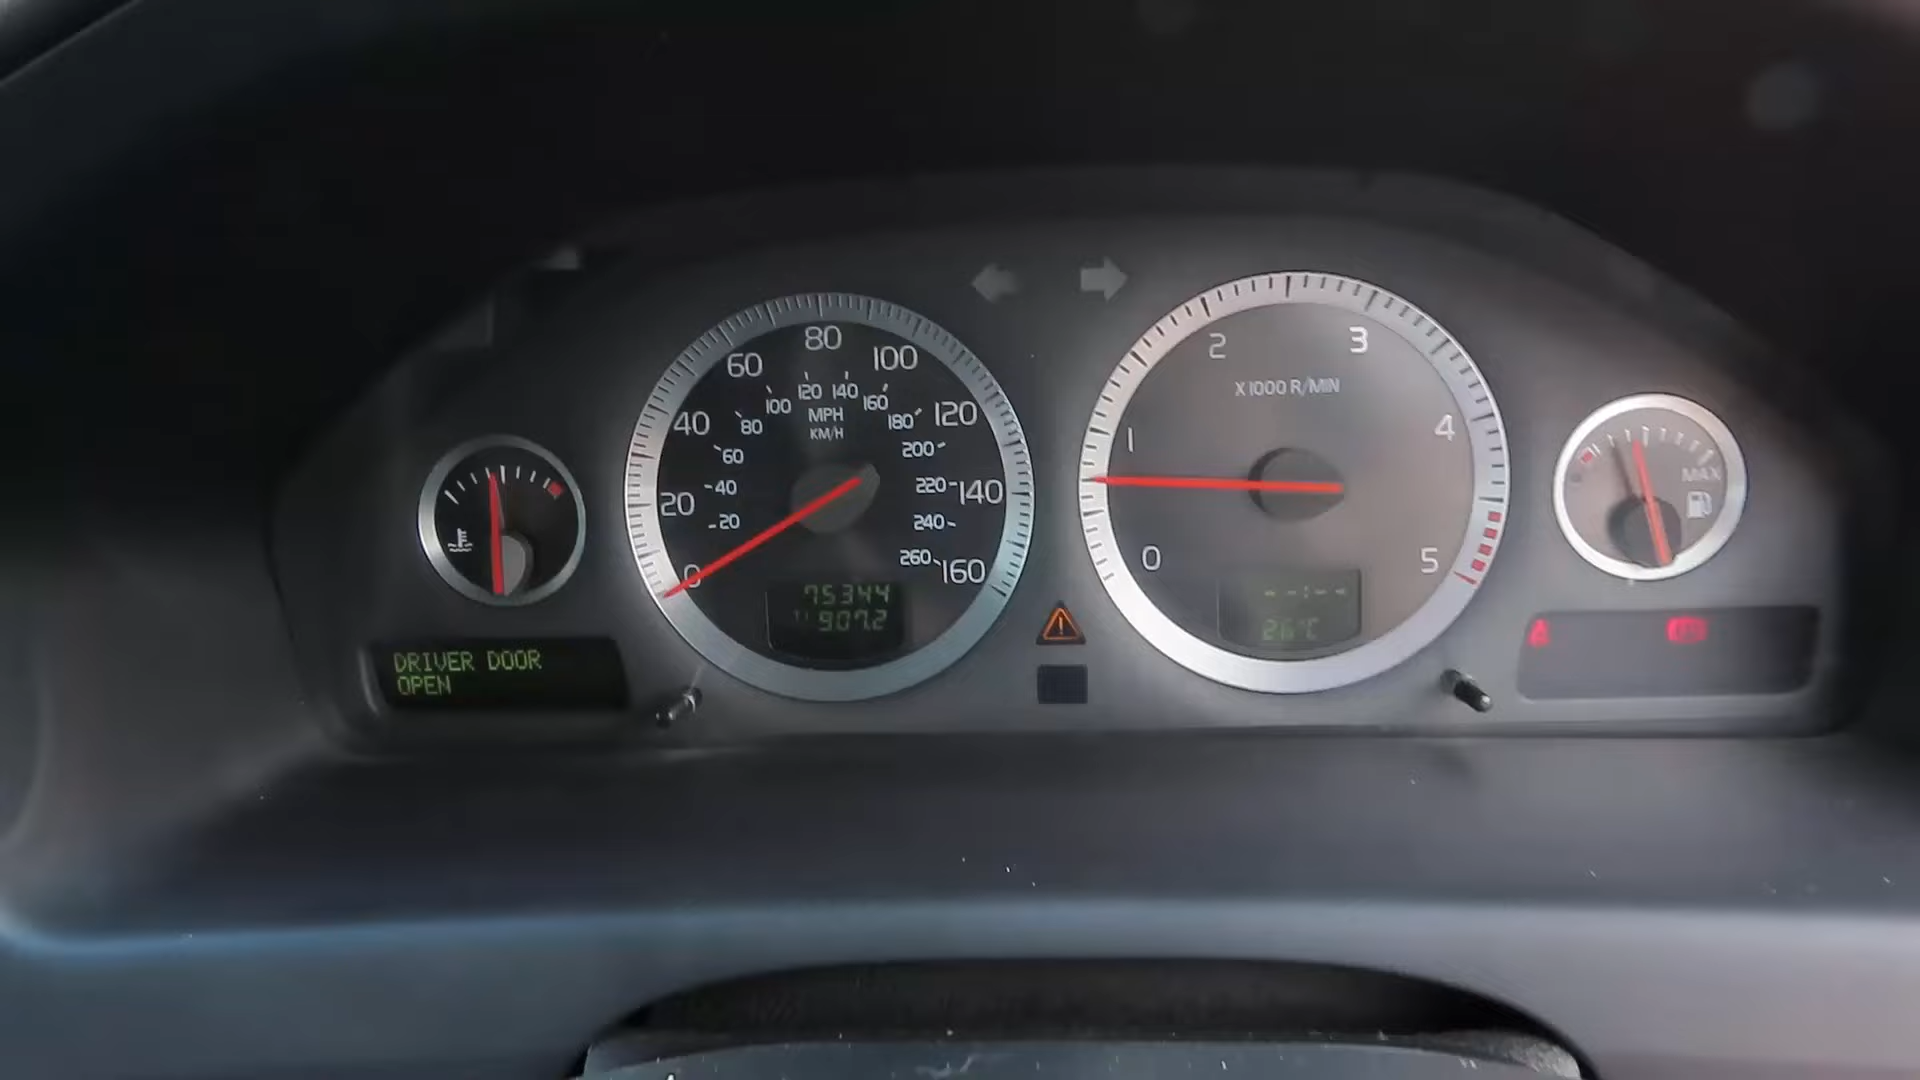 80
60 100
100 120 140 160
MPH
KM/H
40 80 180 120
60 200
20 40 220 140
20 240
0 260 160
75344
907.2
2 3
X1000 R/MIN
1 4
0 5
--:--
26°C
MAX
DRIVER DOOR
OPEN